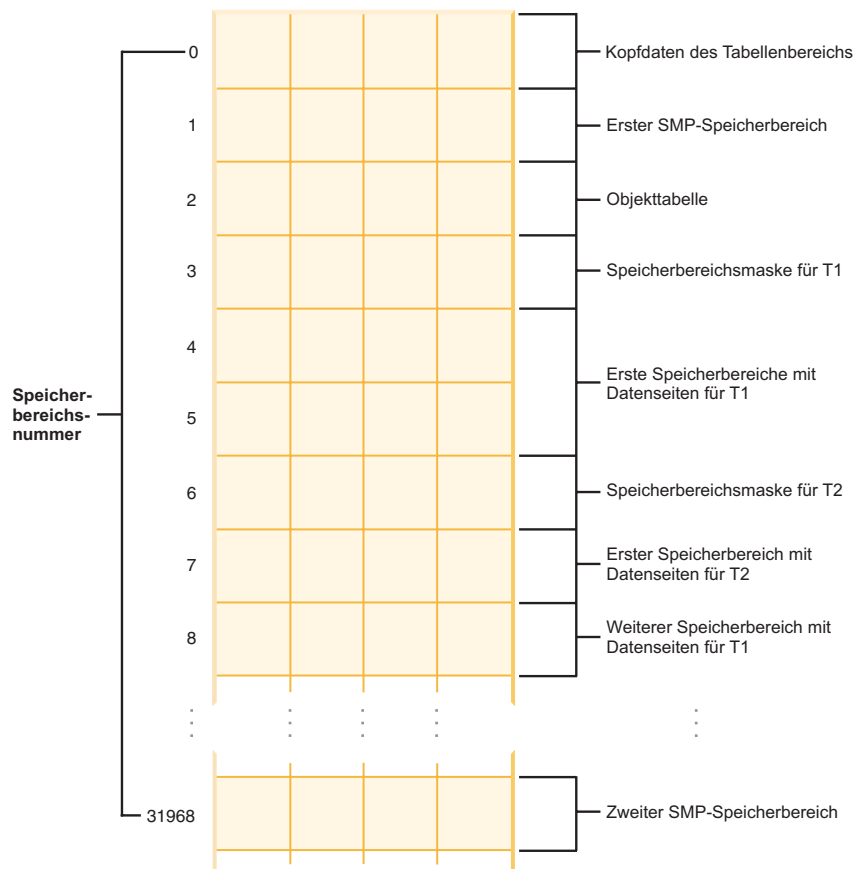 0
Kopfdaten des Tabellenbereichs
1
Erster SMP-Speicherbereich
2
Objekttabelle
3
Speicherbereichsmaske für T1
4
Erste Speicherbereiche mit
Datenseiten für T1
Speicher-
bereichs-
nummer
5
6
Speicherbereichsmaske für T2
7
Erster Speicherbereich mit
Datenseiten für T2
8
Weiterer Speicherbereich mit
Datenseiten für T1
31968
Zweiter SMP-Speicherbereich